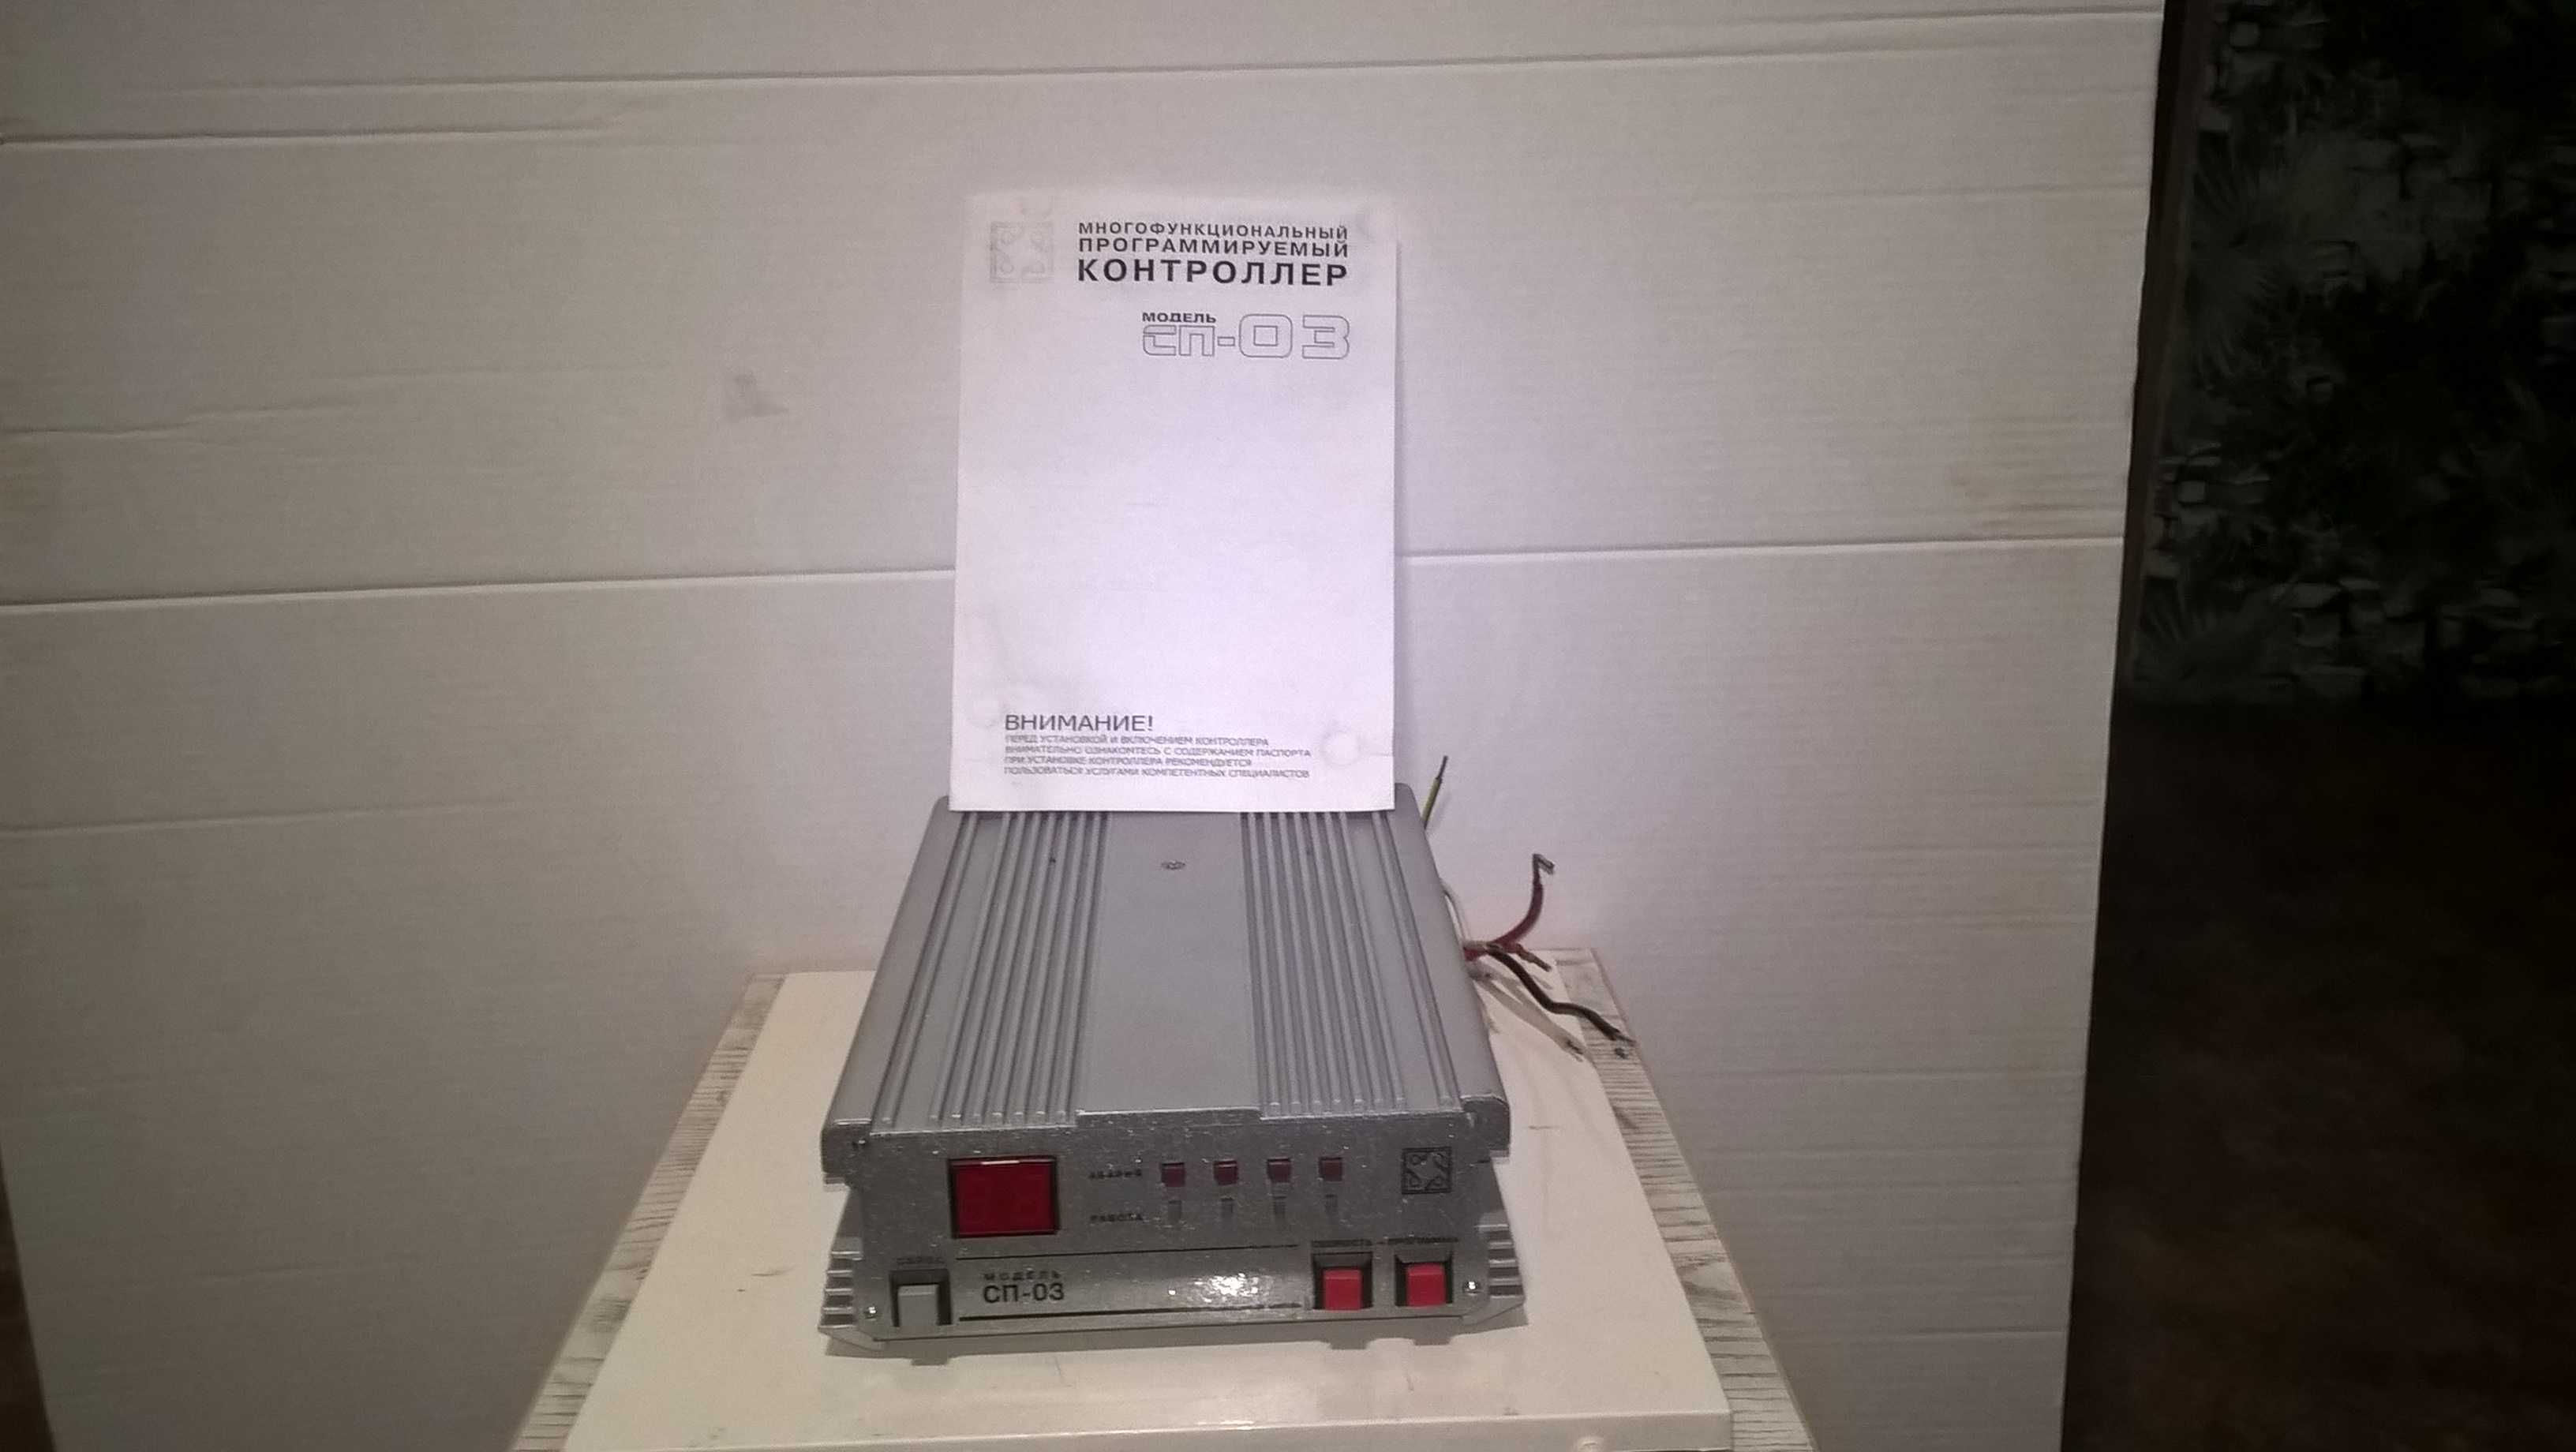 МНОГОФУНКЦИОНАЛЬНЫЙ
ПРОГРАММИРУЕМЫЙ
КОНТРОЛЛЕР
МОДЕЛЬ
СП-03
ВНИМАНИЕ!
ПЕРЕД УСТАНОВКОЙ И ВКЛЮЧЕНИЕМ КОНТРОЛЛЕРА
ВНИМАТЕЛЬНО ОЗНАКОМТЕСЬ С СОДЕРЖАНИЕМ ПАСПОРТА
ПРИ УСТАНОВКЕ КОНТРОЛЛЕРА РЕКОМЕНДУЕТСЯ
ПОЛЬЗОВАТЬСЯ УСЛУГАМИ КОМПЕТЕНТНЫХ СПЕЦИАЛИСТОВ
АВАРИЯ
РАБОТА
СКОРОСТЬ
МОДЕЛЬ
СП-03